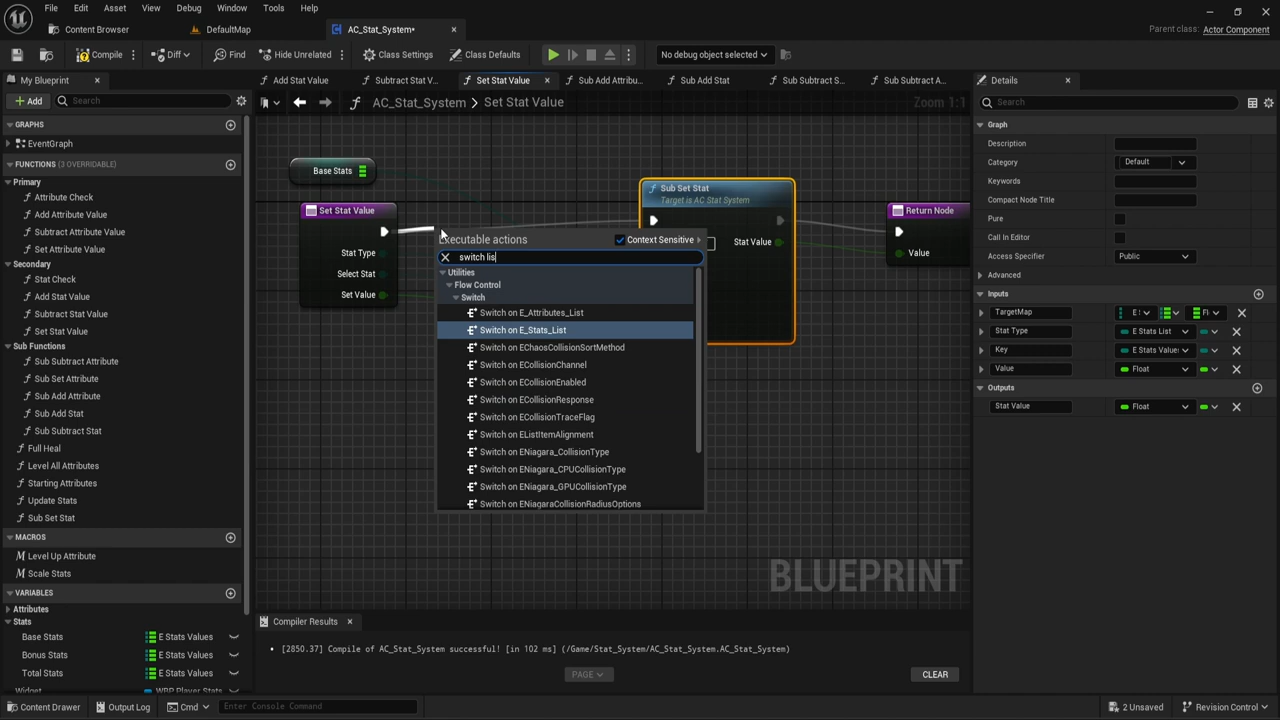 File Edit Asset View Debug Window Tools Help
Content Browser
DefaultMap
AC_Stat_System*
Parent class: Actor Component
Compile
Diff
Find
Hide Unrelated
Class Settings
Class Defaults
No debug object selected
My Blueprint
Add Stat Value
Subtract Stat V...
Set Stat Value
Sub Add Attribu...
Sub Add Stat
Sub Subtract S...
Sub Subtract A...
Details
Add
Search
AC_Stat_System > Set Stat Value
Zoom 1:1
Search
GRAPHS
EventGraph
FUNCTIONS (3 OVERRIDABLE)
Primary
Attribute Check
Add Attribute Value
Subtract Attribute Value
Set Attribute Value
Secondary
Stat Check
Add Stat Value
Subtract Stat Value
Set Stat Value
Sub Functions
Sub Subtract Attribute
Sub Set Attribute
Sub Add Attribute
Sub Add Stat
Sub Subtract Stat
Full Heal
Level All Attributes
Starting Attributes
Update Stats
Sub Set Stat
MACROS
Level Up Attribute
Scale Stats
VARIABLES
Attributes
Stats
Base Stats E Stats Values
Bonus Stats E Stats Values
Total Stats E Stats Values
Widget WBP Player Stats
Base Stats
Set Stat Value
Stat Type
Select Stat
Set Value
Sub Set Stat
Target is AC Stat System
Stat Value
Return Node
Value
Executable actions
Context Sensitive
switch lis
Utilities
Flow Control
Switch
Switch on E_Attributes_List
Switch on E_Stats_List
Switch on EChaosCollisionSortMethod
Switch on ECollisionChannel
Switch on ECollisionEnabled
Switch on ECollisionResponse
Switch on ECollisionTraceFlag
Switch on EListItemAlignment
Switch on ENiagara_CollisionType
Switch on ENiagara_CPUCollisionType
Switch on ENiagara_GPUCollisionType
Switch on ENiagaraCollisionRadiusOptions
BLUEPRINT
Graph
Description
Category Default
Keywords
Compact Node Title
Pure
Call In Editor
Access Specifier Public
Advanced
Inputs
TargetMap
Stat Type E Stats List
Key E Stats Values
Value Float
Outputs
Stat Value Float
Compiler Results
[2850.37] Compile of AC_Stat_System successful! [in 102 ms] (/Game/Stat_System/AC_Stat_System.AC_Stat_System)
PAGE
CLEAR
Content Drawer
Output Log
Cmd
Enter Console Command
2 Unsaved
Revision Control